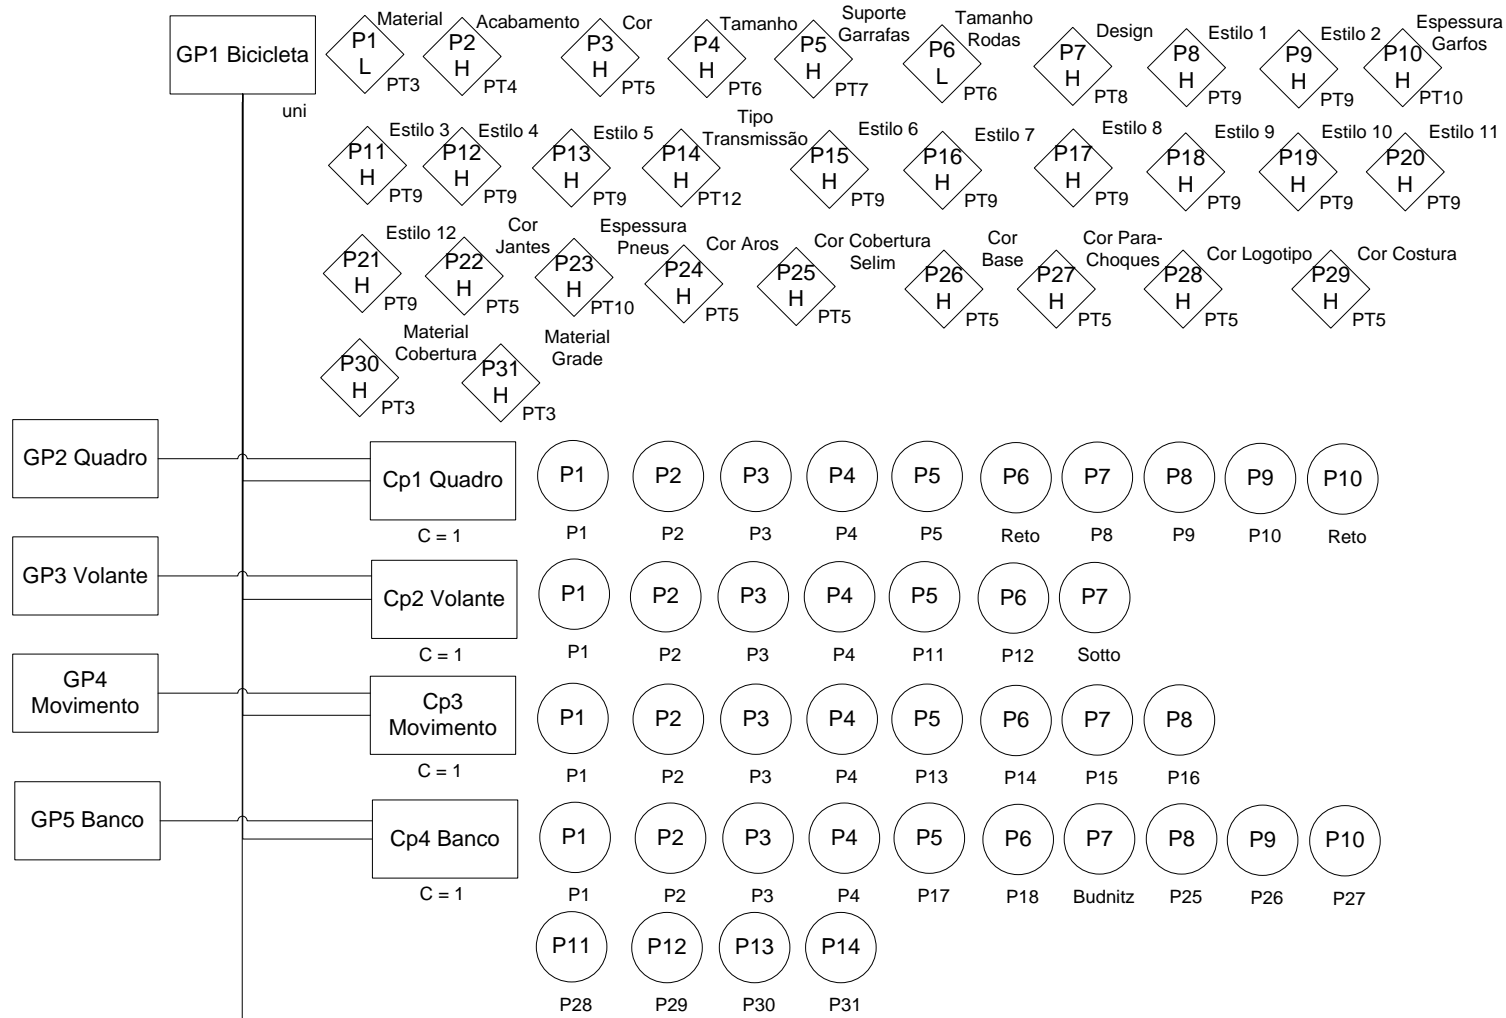 GP1 Bicicleta
uni
P1
L
Material
PT3
P2
H
Acabamento
PT4
P3
H
Cor
PT5
P4
H
Tamanho
PT6
P5
H
Suporte
Garrafas
PT7
P6
L
Tamanho
Rodas
PT6
P7
H
Design
PT8
P8
H
Estilo 1
PT9
P9
H
Estilo 2
PT9
P10
H
Espessura
Garfos
PT10
P11
H
Estilo 3
PT9
P12
H
Estilo 4
PT9
P13
H
Estilo 5
PT9
P14
H
Tipo
Transmissão
PT12
P15
H
Estilo 6
PT9
P16
H
Estilo 7
PT9
P17
H
Estilo 8
PT9
P18
H
Estilo 9
PT9
P19
H
Estilo 10
PT9
P20
H
Estilo 11
PT9
P21
H
Estilo 12
PT9
P22
H
Cor
Jantes
PT5
P23
H
Espessura
Pneus
PT10
P24
H
Cor Aros
PT5
P25
H
Cor Cobertura
Selim
PT5
P26
H
Cor
Base
PT5
P27
H
Cor Para-
Choques
PT5
P28
H
Cor Logotipo
PT5
P29
H
Cor Costura
PT5
P30
H
Material
Cobertura
PT3
P31
H
Material
Grade
PT3
GP2 Quadro
Cp1 Quadro
C = 1
P1 P2 P3 P4 P5 P6 P7 P8 P9 P10
P1 P2 P3 P4 P5 Reto P8 P9 P10 Reto
GP3 Volante
Cp2 Volante
C = 1
P1 P2 P3 P4 P5 P6 P7
P1 P2 P3 P4 P11 P12 Sotto
GP4
Movimento
Cp3
Movimento
C = 1
P1 P2 P3 P4 P5 P6 P7 P8
P1 P2 P3 P4 P13 P14 P15 P16
GP5 Banco
Cp4 Banco
C = 1
P1 P2 P3 P4 P5 P6 P7 P8 P9 P10
P1 P2 P3 P4 P17 P18 Budnitz P25 P26 P27
P11 P12 P13 P14
P28 P29 P30 P31